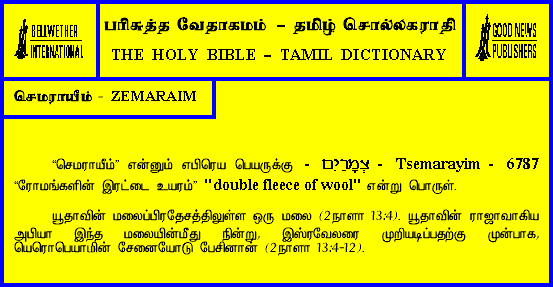 BELLWETHER
INTERNATIONAL
பரிசுத்த வேதாகமம் – தமிழ் சொல்லகராதி
THE HOLY BIBLE – TAMIL DICTIONARY
GOOD NEWS
PUBLISHERS
செமராயீம் - ZEMARAIM
“செமராயீம்” என்னும் எபிரெய பெயருக்கு - צְמָרַיִם - Tsemarayim - 6787
“ரோமங்களின் இரட்டை உயரம்” "double fleece of wool" என்று பொருள்.
யூதாவின் மலைப்பிரதேசத்திலுள்ள ஒரு மலை (2நாளா 13:4). யூதாவின் ராஜாவாகிய
அபியா இந்த மலையின்மீது நின்று, இஸ்ரவேலரை முறியடிப்பதற்கு முன்பாக,
யெரொபெயாமின் சேனையோடு பேசினான் (2நாளா 13:4-12).